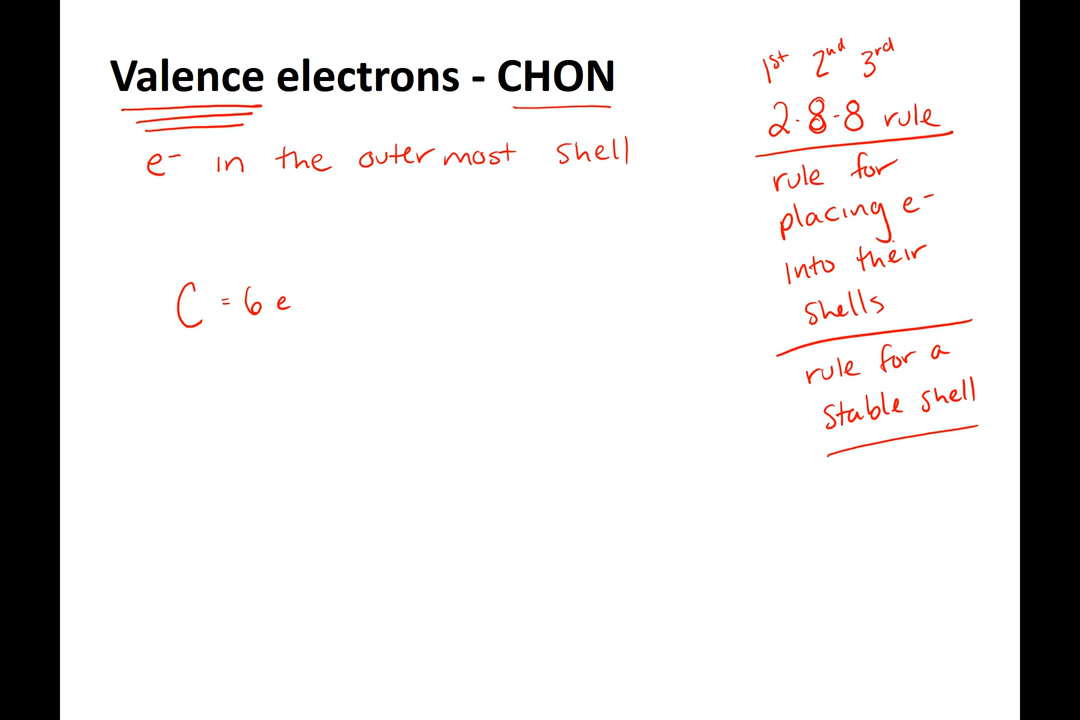 Valence electrons - CHON
e- in the outermost shell
C = 6 e
1st 2nd 3rd
2.8.8 rule
rule for
placing e-
Into their
Shells
rule for a
Stable shell